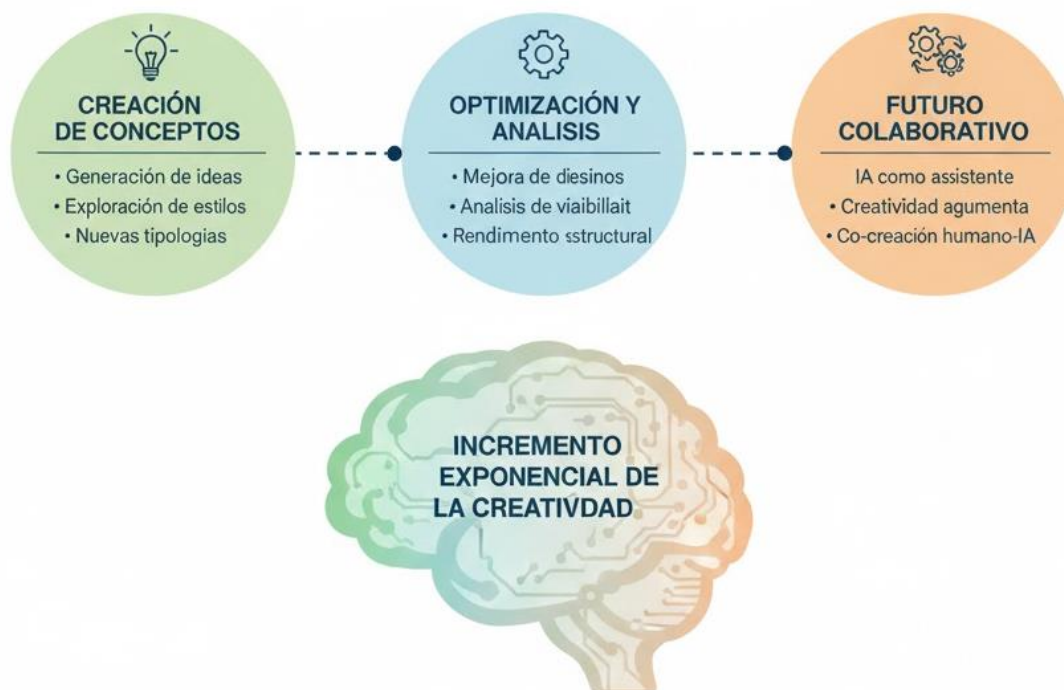 CREACIÓN
DE CONCEPTOS
• Generación de ideas
• Exploración de estilos
• Nuevas tipologias
OPTIMIZACIÓN Y
ANALISIS
• Mejora de diesinos
• Analisis de viaibillait
• Rendimento sstructural
FUTURO
COLABORATIVO
IA como assistente
• Creatividad agumenta
• Co-creación humano-IA
INCREMENTO
EXPONENCIAL DE
LA CREATIVDAD